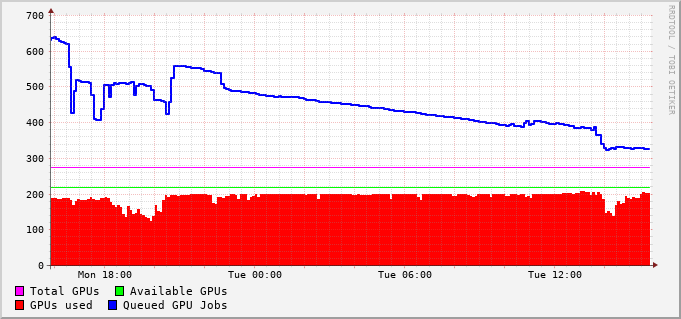 700
600
500
400
300
200
100
0
Mon 18:00 Tue 00:00 Tue 06:00 Tue 12:00
Total GPUs Available GPUs
GPUs used Queued GPU Jobs
RRDTOOL / TOBI OETIKER